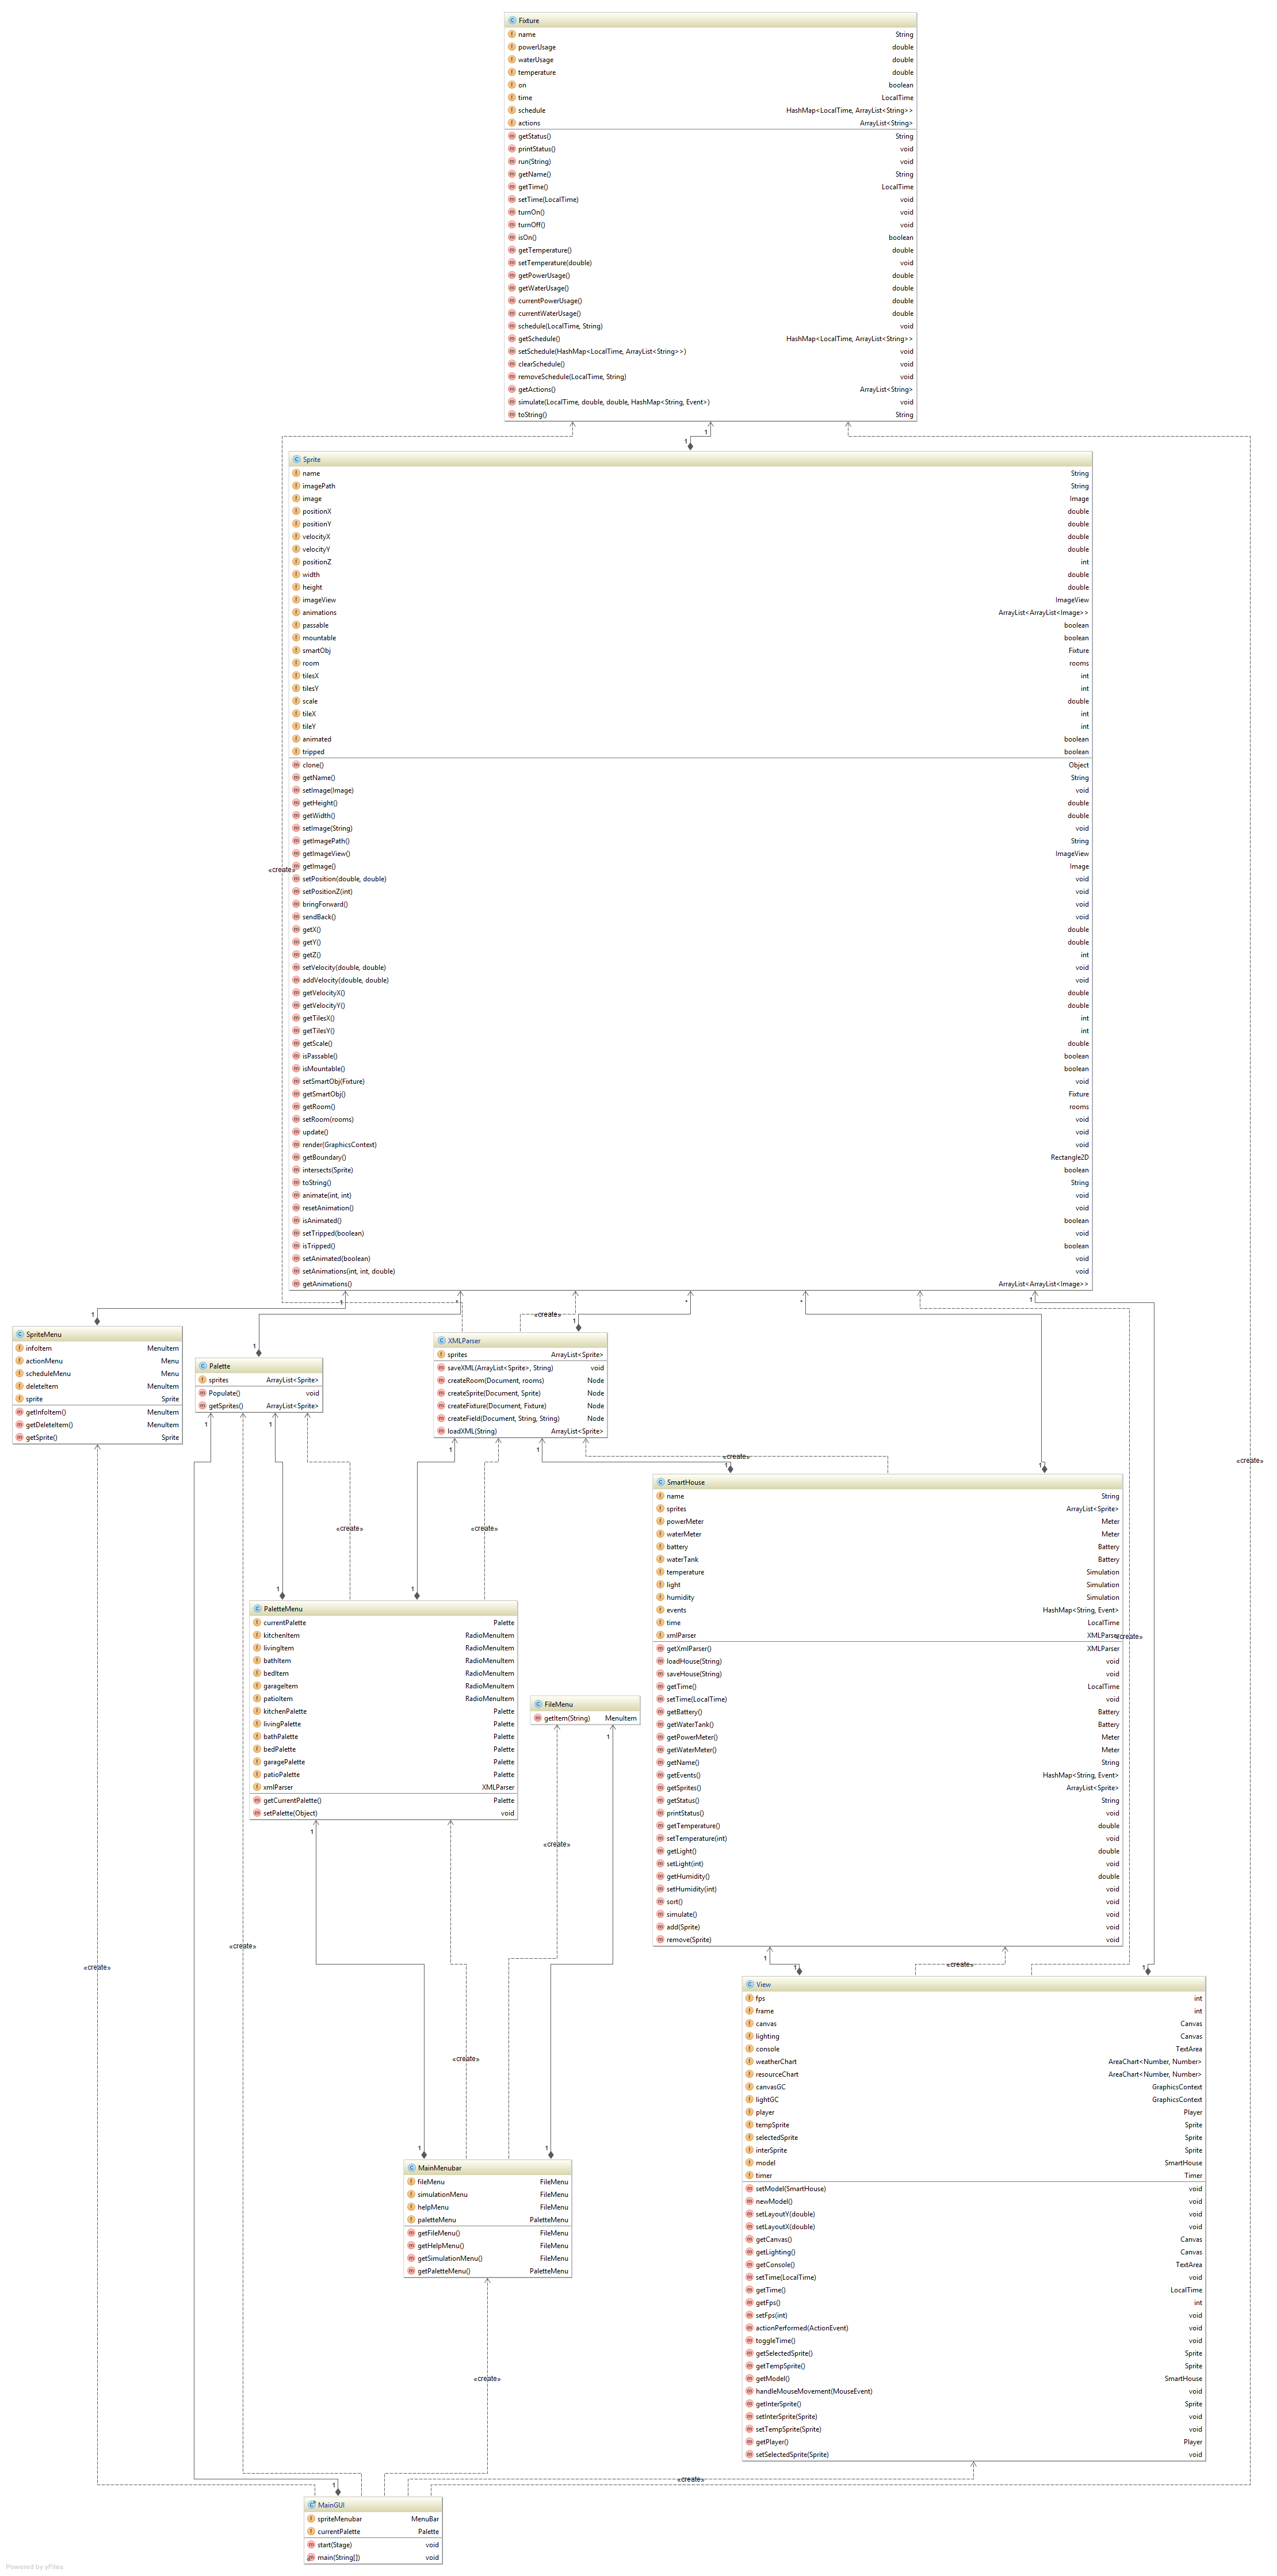 Fixture
name String
powerUsage double
waterUsage double
temperature double
on boolean
time LocalTime
schedule HashMap<LocalTime, ArrayList<String>>
actions ArrayList<String>
getStatus() String
printStatus() void
run(String) void
getName() String
getTime() LocalTime
setTime(LocalTime) void
turnOn() void
turnOff() void
isOn() boolean
getTemperature() double
setTemperature(double) void
getPowerUsage() double
getWaterUsage() double
currentPowerUsage() double
currentWaterUsage() double
schedule(LocalTime, String) void
getSchedule() HashMap<LocalTime, ArrayList<String>>
setSchedule(HashMap<LocalTime, ArrayList<String>>) void
clearSchedule() void
removeSchedule(LocalTime, String) void
getActions() ArrayList<String>
simulate(LocalTime, double, double, HashMap<String, Event>) void
toString() String
1
1
Sprite
name String
imagePath String
image Image
positionX double
positionY double
velocityX double
velocityY double
positionZ int
width double
height double
imageView ImageView
animations ArrayList<ArrayList<Image>>
passable boolean
mountable boolean
smartObj Fixture
room rooms
tilesX int
tilesY int
scale double
tileX int
tileY int
animated boolean
tripped boolean
clone() Object
getName() String
setImage(Image) void
getHeight() double
getWidth() double
setImage(String) void
getImagePath() String
getImageView() ImageView
«create»
getImage() Image
setPosition(double, double) void
setPositionZ(int) void
bringForward() void
sendBack() void
getX() double
getY() double
getZ() int
setVelocity(double, double) void
addVelocity(double, double) void
getVelocityX() double
getVelocityY() double
getTilesX() int
getTilesY() int
getScale() double
isPassable() boolean
isMountable() boolean
setSmartObj(Fixture) void
getSmartObj() Fixture
getRoom() rooms
setRoom(rooms) void
update() void
render(GraphicsContext) void
getBoundary() Rectangle2D
intersects(Sprite) boolean
toString() String
animate(int, int) void
resetAnimation() void
isAnimated() boolean
setTripped(boolean) void
isTripped() boolean
setAnimated(boolean) void
setAnimations(int, int, double) void
getAnimations() ArrayList<ArrayList<Image>>
1 * * * 1
1 «create» 1
1
SpriteMenu
infoItem MenuItem
actionMenu Menu
scheduleMenu Menu
deleteItem MenuItem
sprite Sprite
getInfoItem() MenuItem
getDeleteItem() MenuItem
getSprite() Sprite
Palette
sprites ArrayList<Sprite>
Populate() void
getSprites() ArrayList<Sprite>
XMLParser
sprites ArrayList<Sprite>
saveXML(ArrayList<Sprite>, String) void
createRoom(Document, rooms) Node
createSprite(Document, Sprite) Node
createFixture(Document, Fixture) Node
createField(Document, String, String) Node
loadXML(String) ArrayList<Sprite>
1 1 1 1
«create»
«create»
1 1
SmartHouse
name String
sprites ArrayList<Sprite>
powerMeter Meter
waterMeter Meter
battery Battery
waterTank Battery
temperature Simulation
light Simulation
humidity Simulation
events HashMap<String, Event>
time LocalTime
xmlParser XMLParser
«create»
getXmlParser() XMLParser
loadHouse(String) void
saveHouse(String) void
getTime() LocalTime
setTime(LocalTime) void
getBattery() Battery
getWaterTank() Battery
getPowerMeter() Meter
getWaterMeter() Meter
getName() String
getEvents() HashMap<String, Event>
getSprites() ArrayList<Sprite>
getStatus() String
printStatus() void
getTemperature() double
setTemperature(int) void
getLight() double
setLight(int) void
getHumidity() double
setHumidity(int) void
sort() void
simulate() void
add(Sprite) void
remove(Sprite) void
«create» «create»
1 1
PaletteMenu
currentPalette Palette
kitchenItem RadioMenuItem
livingItem RadioMenuItem
bathItem RadioMenuItem
bedItem RadioMenuItem
garageItem RadioMenuItem
patioItem RadioMenuItem
kitchenPalette Palette
livingPalette Palette
bathPalette Palette
bedPalette Palette
garagePalette Palette
patioPalette Palette
xmlParser XMLParser
getCurrentPalette() Palette
setPalette(Object) void
FileMenu
getItem(String) MenuItem
1
1
«create»
«create»
«create»
1 «create»
1 1
View
fps int
frame int
canvas Canvas
lighting Canvas
console TextArea
weatherChart AreaChart<Number, Number>
resourceChart AreaChart<Number, Number>
canvasGC GraphicsContext
lightGC GraphicsContext
player Player
tempSprite Sprite
selectedSprite Sprite
interSprite Sprite
model SmartHouse
timer Timer
setModel(SmartHouse) void
newModel() void
setLayoutY(double) void
setLayoutX(double) void
getCanvas() Canvas
getLighting() Canvas
getConsole() TextArea
setTime(LocalTime) void
getTime() LocalTime
getFps() int
setFps(int) void
actionPerformed(ActionEvent) void
toggleTime() void
getSelectedSprite() Sprite
getTempSprite() Sprite
getModel() SmartHouse
handleMouseMovement(MouseEvent) void
getInterSprite() Sprite
setInterSprite(Sprite) void
setTempSprite(Sprite) void
getPlayer() Player
setSelectedSprite(Sprite) void
«create»
1 1
MainMenubar
fileMenu FileMenu
simulationMenu FileMenu
helpMenu FileMenu
paletteMenu PaletteMenu
getFileMenu() FileMenu
getHelpMenu() FileMenu
getSimulationMenu() FileMenu
getPaletteMenu() PaletteMenu
«create»
«create»
1
MainGUI
spriteMenubar MenuBar
currentPalette Palette
start(Stage) void
main(String[]) void
Powered by yFiles